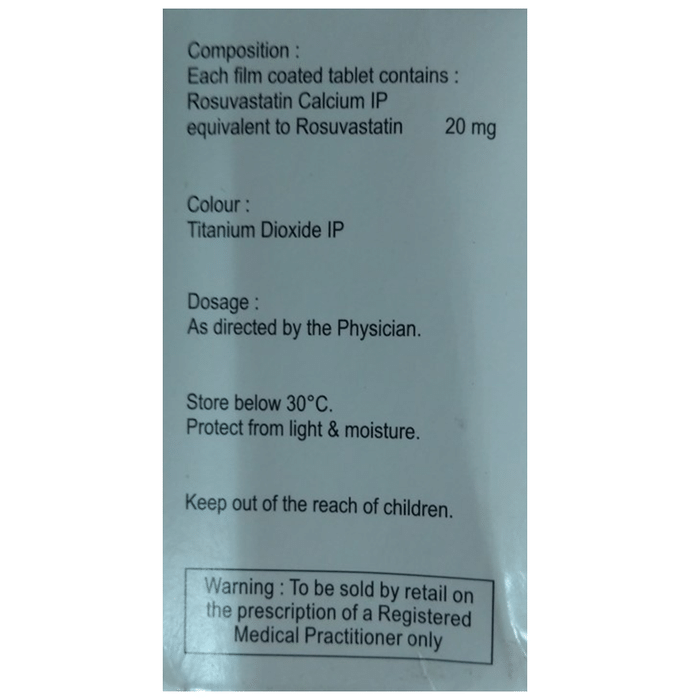 Composition :
Each film coated tablet contains :
Rosuvastatin Calcium IP
equivalent to Rosuvastatin 20 mg
Colour :
Titanium Dioxide IP
Dosage :
As directed by the Physician.
Store below 30°C.
Protect from light & moisture.
Keep out of the reach of children.
Warning : To be sold by retail on
the prescription of a Registered
Medical Practitioner only